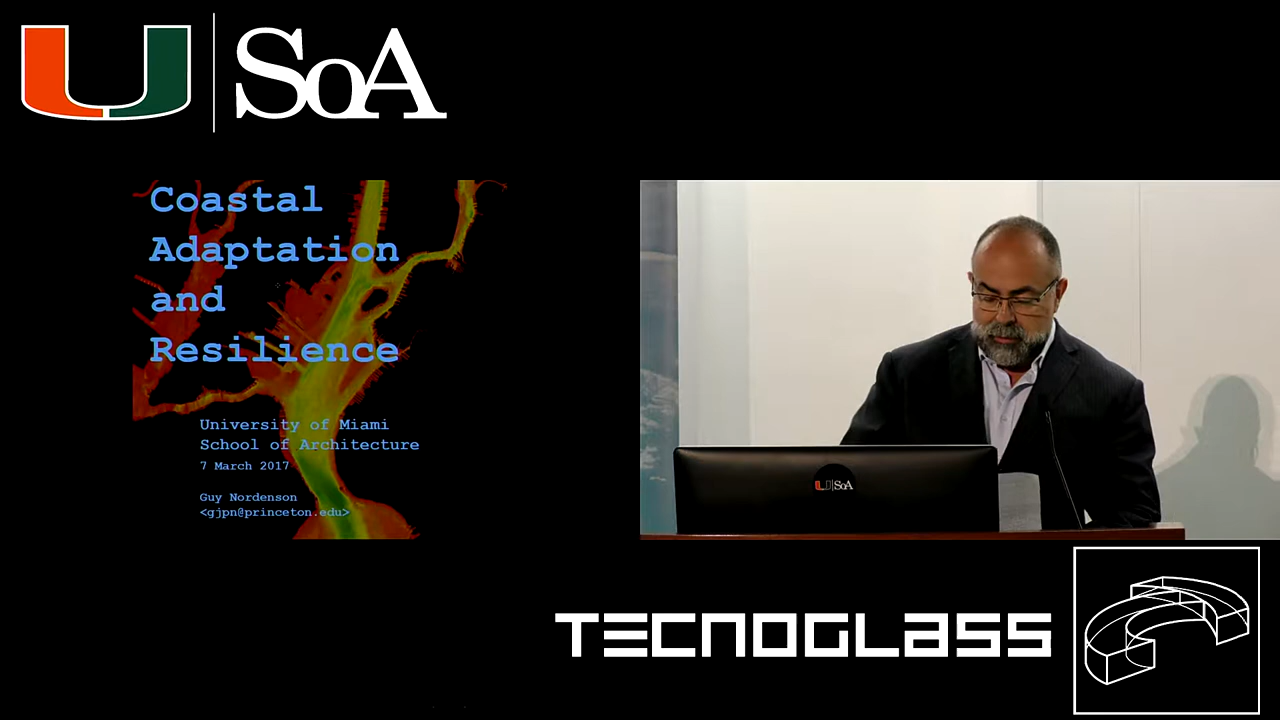 U SoA
Coastal
Adaptation
and
Resilience
University of Miami
School of Architecture
7 March 2017
Guy Nordenson
<gjpn@princeton.edu>
U SoA
TECNOGLASS